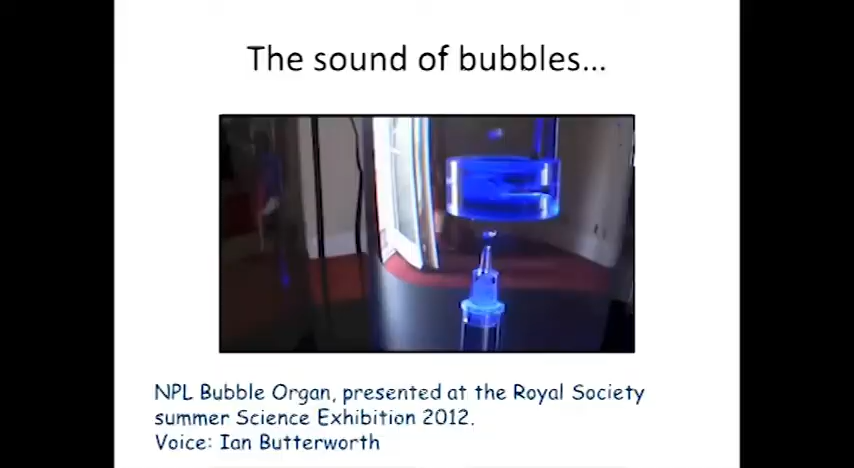 The sound of bubbles...
NPL Bubble Organ, presented at the Royal Society
summer Science Exhibition 2012.
Voice: Ian Butterworth